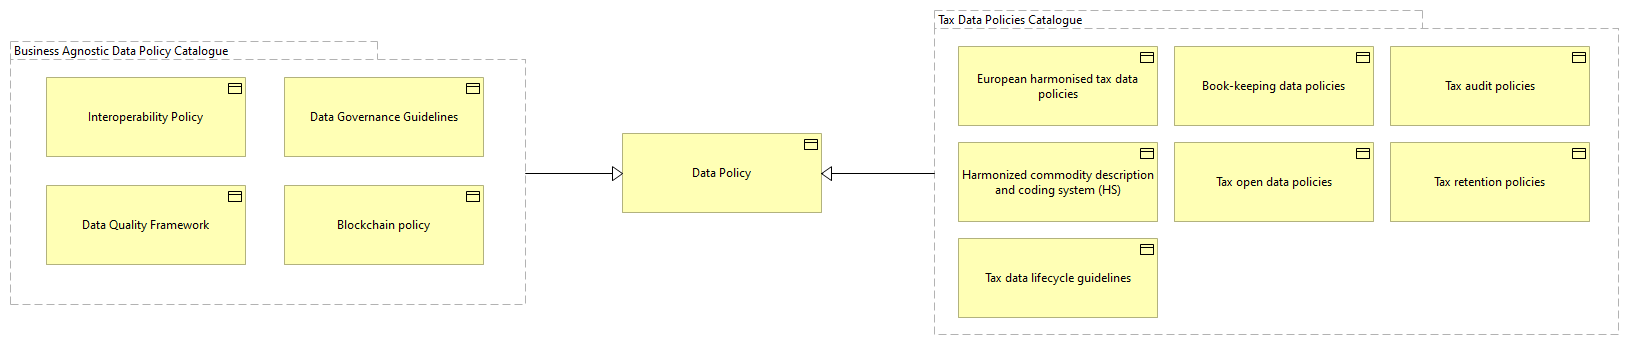 Business Agnostic Data Policy Catalogue
Interoperability Policy
Data Governance Guidelines
Data Quality Framework
Blockchain policy
Data Policy
Tax Data Policies Catalogue
European harmonised tax data
policies
Book-keeping data policies
Tax audit policies
Harmonized commodity description
and coding system (HS)
Tax open data policies
Tax retention policies
Tax data lifecycle guidelines